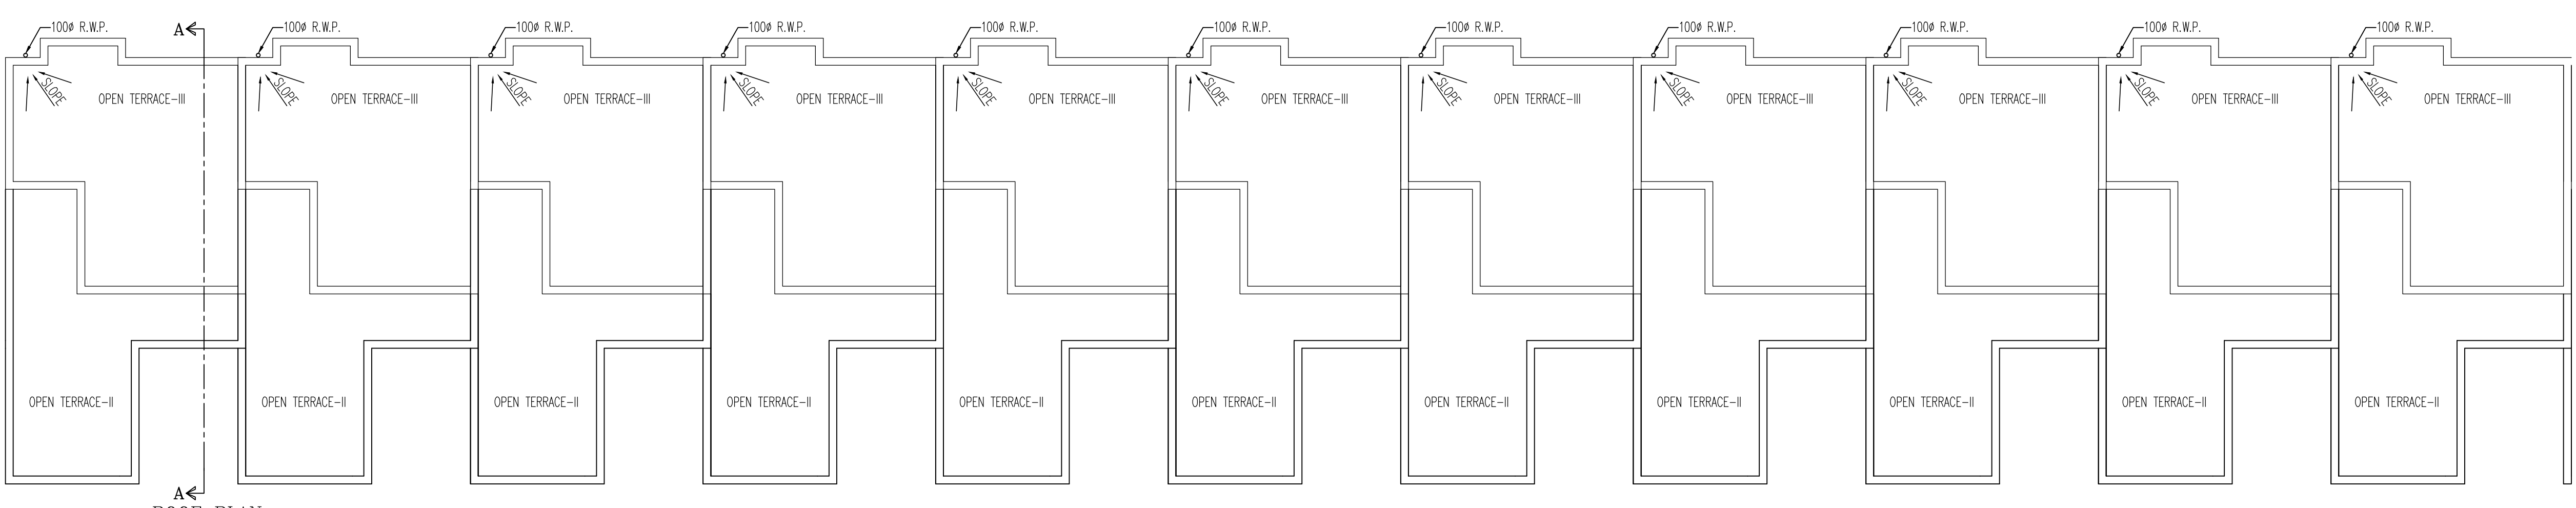 100ø R.W.P.
A
100ø R.W.P.
100ø R.W.P.
100ø R.W.P.
100ø R.W.P.
100ø R.W.P.
100ø R.W.P.
100ø R.W.P.
100ø R.W.P.
100ø R.W.P.
100ø R.W.P.
SLOPE
OPEN TERRACE-III
SLOPE
OPEN TERRACE-III
SLOPE
OPEN TERRACE-III
SLOPE
OPEN TERRACE-III
SLOPE
OPEN TERRACE-III
SLOPE
OPEN TERRACE-III
SLOPE
OPEN TERRACE-III
SLOPE
OPEN TERRACE-III
SLOPE
OPEN TERRACE-III
SLOPE
OPEN TERRACE-III
SLOPE
OPEN TERRACE-III
OPEN TERRACE-II
OPEN TERRACE-II
OPEN TERRACE-II
OPEN TERRACE-II
OPEN TERRACE-II
OPEN TERRACE-II
OPEN TERRACE-II
OPEN TERRACE-II
OPEN TERRACE-II
OPEN TERRACE-II
OPEN TERRACE-II
A
ROOF PLAN